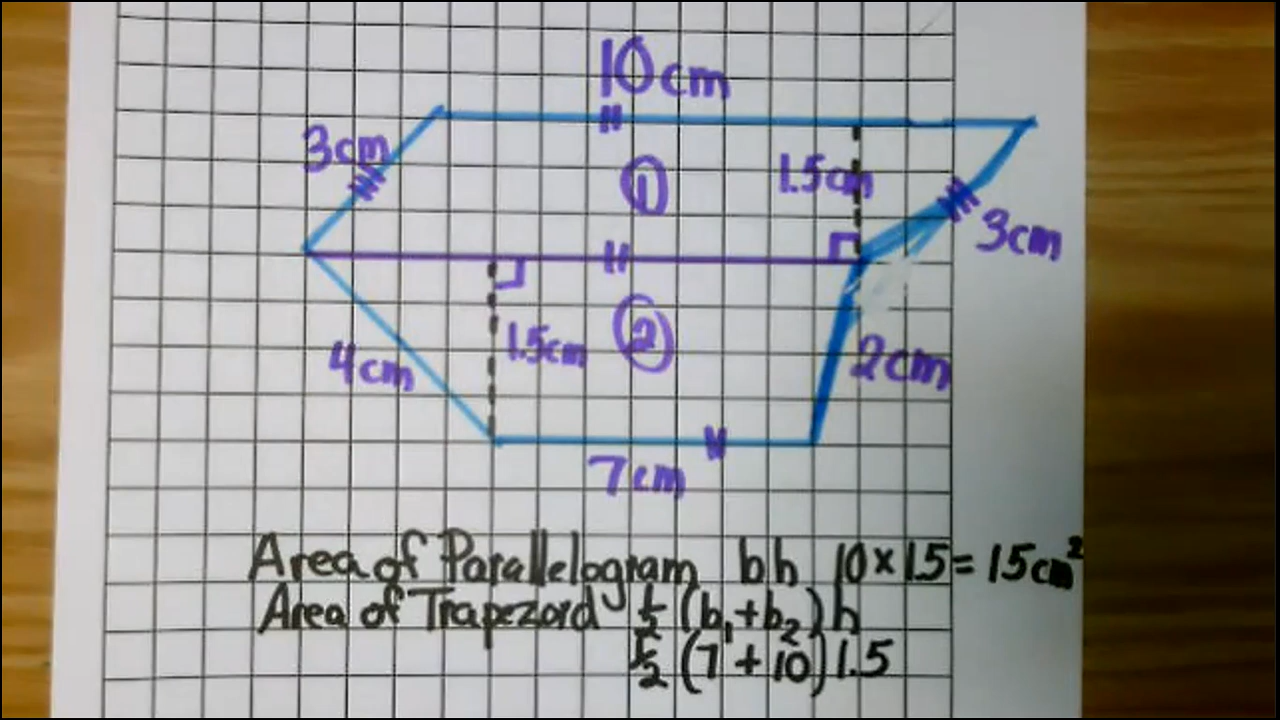 10cm
3cm
1.5cm
①
3cm
②
1.5cm
4cm
2cm
7cm
Area of Parallelogram bh 10×1.5=15cm²
Area of Trapezoid ½(b₁+b₂)h
½(7+10)1.5